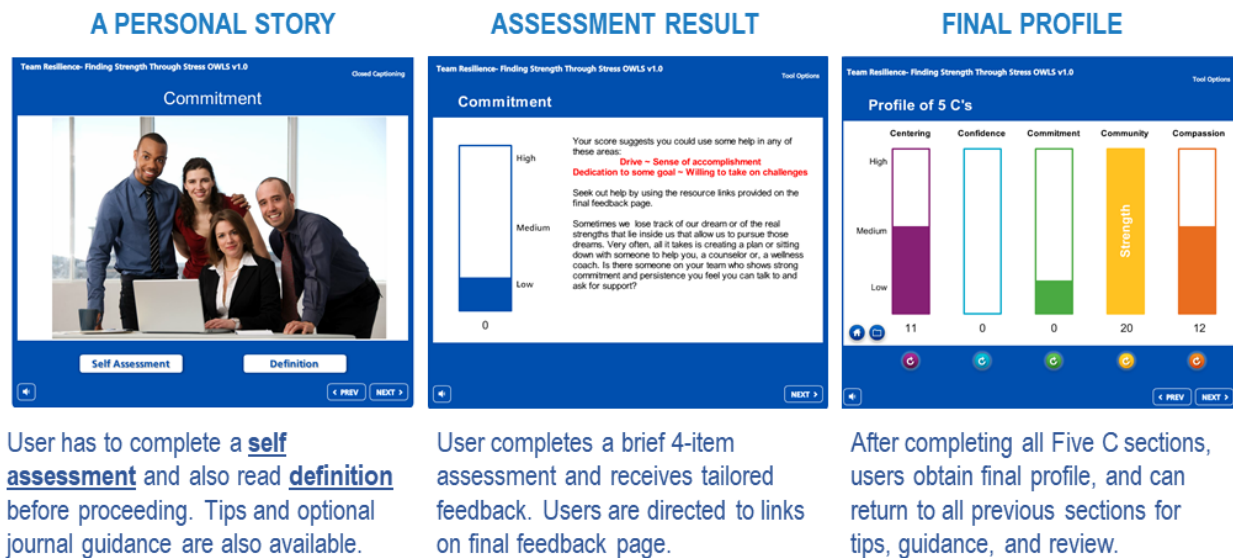 A PERSONAL STORY
Team Resilience- Finding Strength Through Stress OWLS v1.0
Closed Captioning
Commitment
Self Assessment
Definition
< PREV
NEXT >
User has to complete a self
assessment and also read definition
before proceeding. Tips and optional
journal guidance are also available.
ASSESSMENT RESULT
Team Resilience- Finding Strength Through Stress OWLS v1.0
Tool Options
Commitment
High
Medium
Low
0
Your score suggests you could use some help in any of
these areas:
Drive ~ Sense of accomplishment
Dedication to some goal ~ Willing to take on challenges
Seek out help by using the resource links provided on the
final feedback page.
Sometimes we lose track of our dream or of the real
strengths that lie inside us that allow us to pursue those
dreams. Very often, all it takes is creating a plan or sitting
down with someone to help you, a counselor or, a wellness
coach. Is there someone on your team who shows strong
commitment and persistence you feel you can talk to and
ask for support?
NEXT >
User completes a brief 4-item
assessment and receives tailored
feedback. Users are directed to links
on final feedback page.
FINAL PROFILE
Team Resilience- Finding Strength Through Stress OWLS v1.0
Tool Options
Profile of 5 C's
Centering Confidence Commitment Community Compassion
High
Medium
Low
Strength
11 0 0 20 12
< PREV
NEXT >
After completing all Five C sections,
users obtain final profile, and can
return to all previous sections for
tips, guidance, and review.